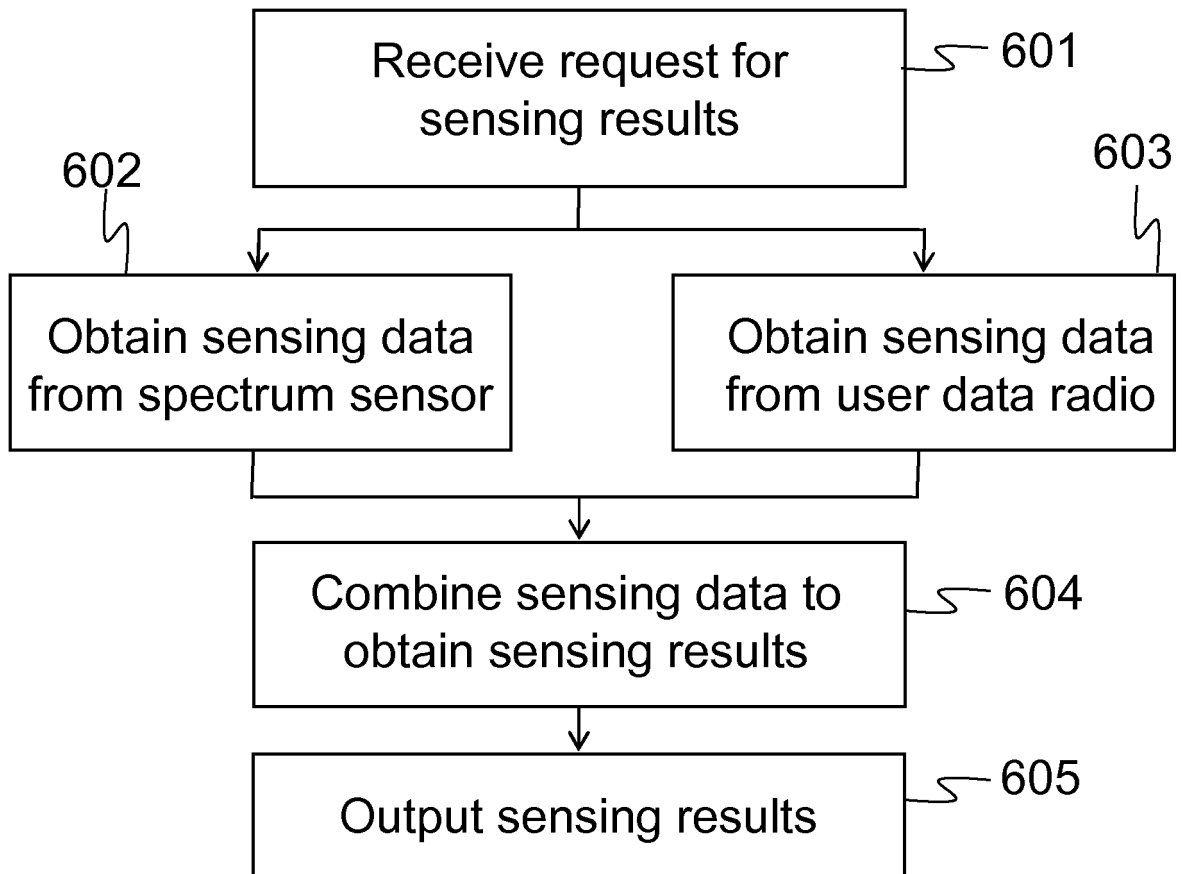 Receive request for
sensing results
601
602
603
Obtain sensing data
from spectrum sensor
Obtain sensing data
from user data radio
Combine sensing data to
obtain sensing results
604
Output sensing results
605